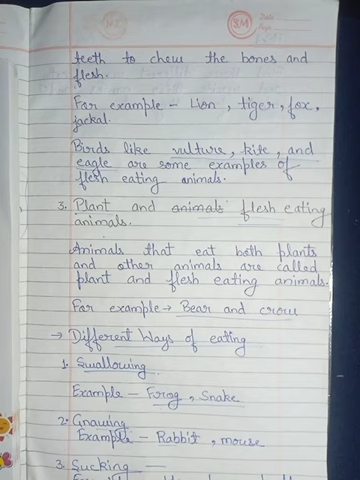 SM
teeth to chew the bones and
flesh.
For example - Lion, tiger, fox,
jackal.
Birds like vulture, kite, and
eagle are some examples of
flesh eating animals.
3. Plant and animals flesh eating
animals.
Animals that eat both plants
and other animals are called
plant and flesh eating animals.
For example → Bear and crow
→ Different Ways of eating
1. Swallowing
Example - Frog, Snake
2. Gnawing
Example - Rabbit, mouse
3. Sucking —